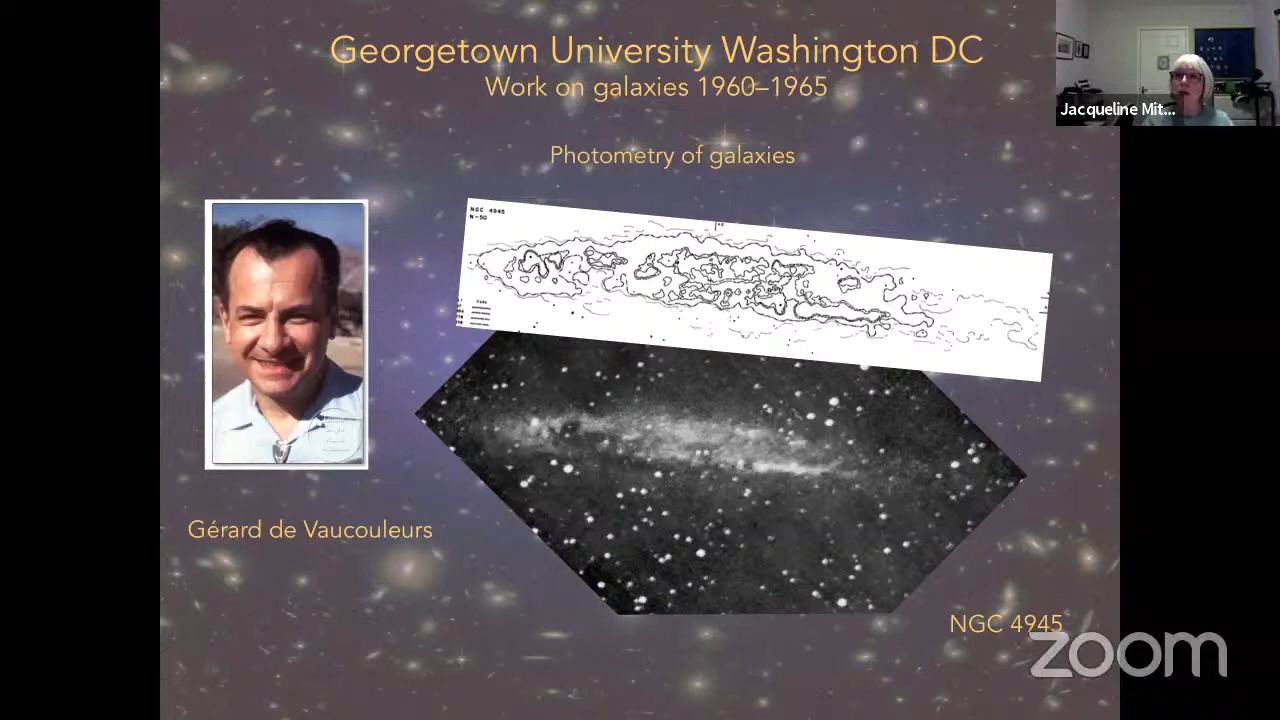 Georgetown University Washington DC
Work on galaxies 1960–1965
Jacqueline Mit...
Photometry of galaxies
NGC 4945
N-50
Code
Gérard de Vaucouleurs
NGC 4945
zoom